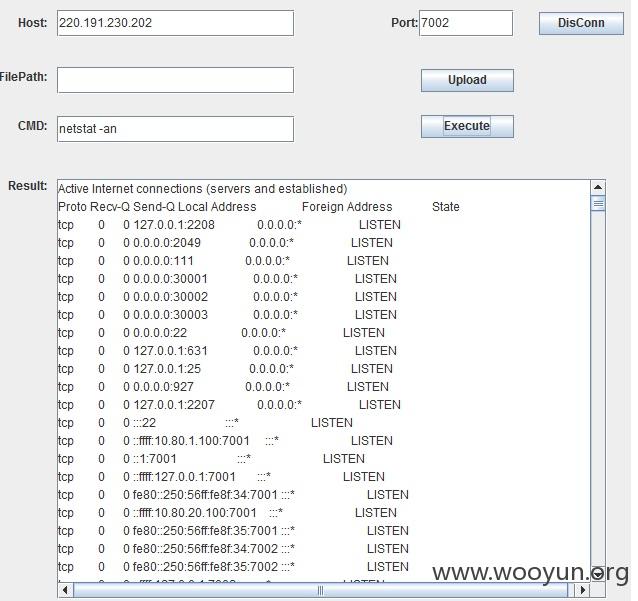 Host: 220.191.230.202 Port: 7002 DisConn
FilePath: Upload
CMD: netstat -an Execute
Result: Active Internet connections (servers and established)
Proto Recv-Q Send-Q Local Address Foreign Address State
tcp 0 0 127.0.0.1:2208 0.0.0.0:* LISTEN
tcp 0 0 0.0.0.0:2049 0.0.0.0:* LISTEN
tcp 0 0 0.0.0.0:111 0.0.0.0:* LISTEN
tcp 0 0 0.0.0.0:30001 0.0.0.0:* LISTEN
tcp 0 0 0.0.0.0:30002 0.0.0.0:* LISTEN
tcp 0 0 0.0.0.0:30003 0.0.0.0:* LISTEN
tcp 0 0 0.0.0.0:22 0.0.0.0:* LISTEN
tcp 0 0 127.0.0.1:631 0.0.0.0:* LISTEN
tcp 0 0 127.0.0.1:25 0.0.0.0:* LISTEN
tcp 0 0 0.0.0.0:927 0.0.0.0:* LISTEN
tcp 0 0 127.0.0.1:2207 0.0.0.0:* LISTEN
tcp 0 0 :::22 :::* LISTEN
tcp 0 0 ::ffff:10.80.1.100:7001 :::* LISTEN
tcp 0 0 ::1:7001 :::* LISTEN
tcp 0 0 ::ffff:127.0.0.1:7001 :::* LISTEN
tcp 0 0 fe80::250:56ff:fe8f:34:7001 :::* LISTEN
tcp 0 0 ::ffff:10.80.20.100:7001 :::* LISTEN
tcp 0 0 fe80::250:56ff:fe8f:35:7001 :::* LISTEN
tcp 0 0 fe80::250:56ff:fe8f:34:7002 :::* LISTEN
tcp 0 0 fe80::250:56ff:fe8f:35:7002 :::* LISTEN
www.wooyun.org